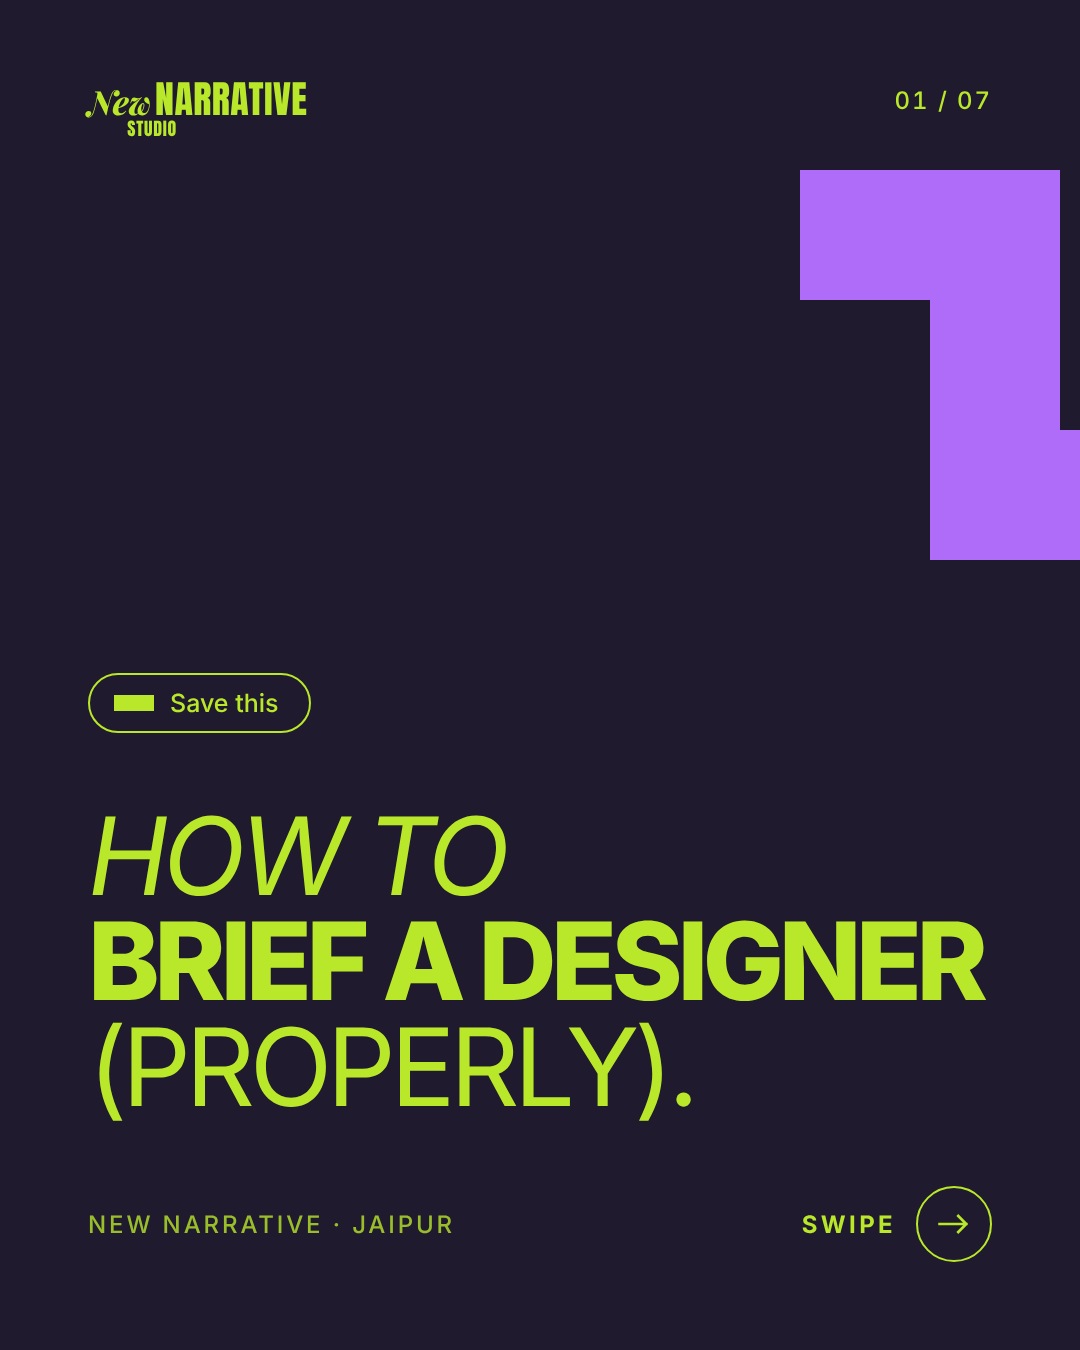 New NARRATIVE
STUDIO
01 / 07
Save this
HOW TO
BRIEF A DESIGNER
(PROPERLY).
NEW NARRATIVE · JAIPUR
SWIPE →